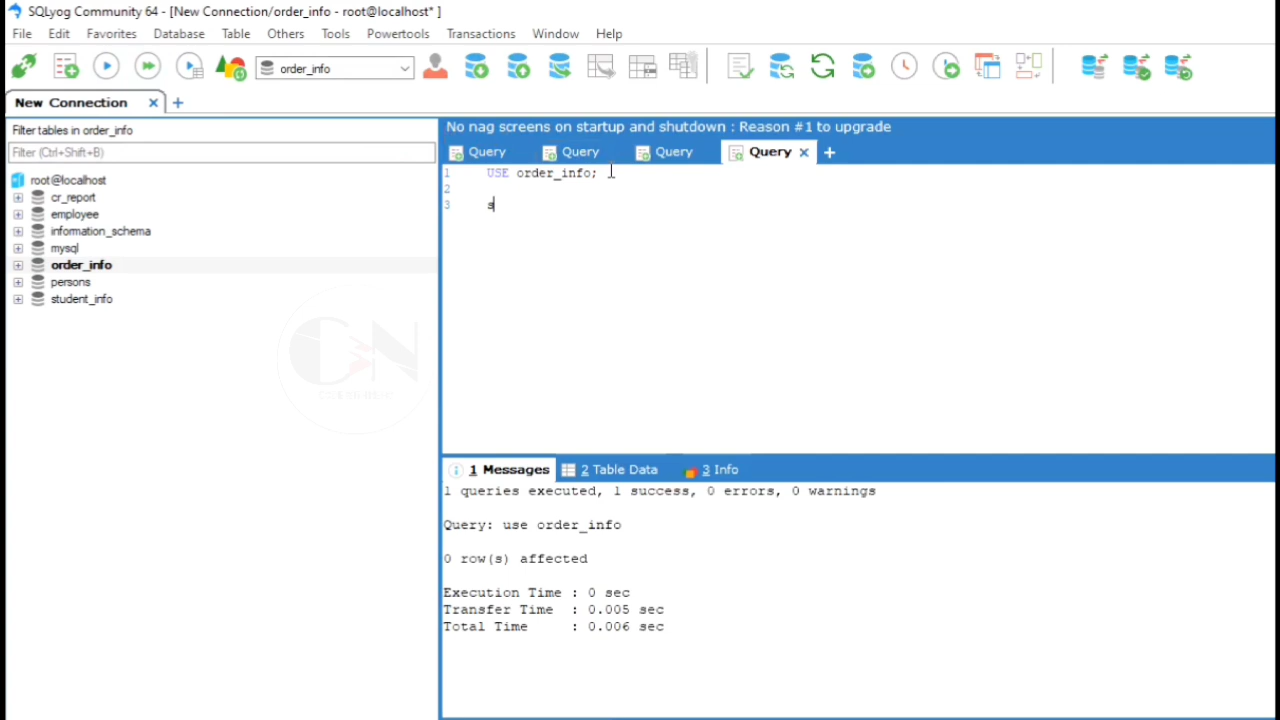 SQLyog Community 64 - [New Connection/order_info - root@localhost* ]
File Edit Favorites Database Table Others Tools Powertools Transactions Window Help
order_info
New Connection
Filter tables in order_info
Filter (Ctrl+Shift+B)
root@localhost
cr_report
employee
information_schema
mysql
order_info
persons
student_info
No nag screens on startup and shutdown : Reason #1 to upgrade
Query Query Query Query
1 USE order_info;
2
3 s
1 Messages 2 Table Data 3 Info
1 queries executed, 1 success, 0 errors, 0 warnings
Query: use order_info
0 row(s) affected
Execution Time : 0 sec
Transfer Time : 0.005 sec
Total Time : 0.006 sec